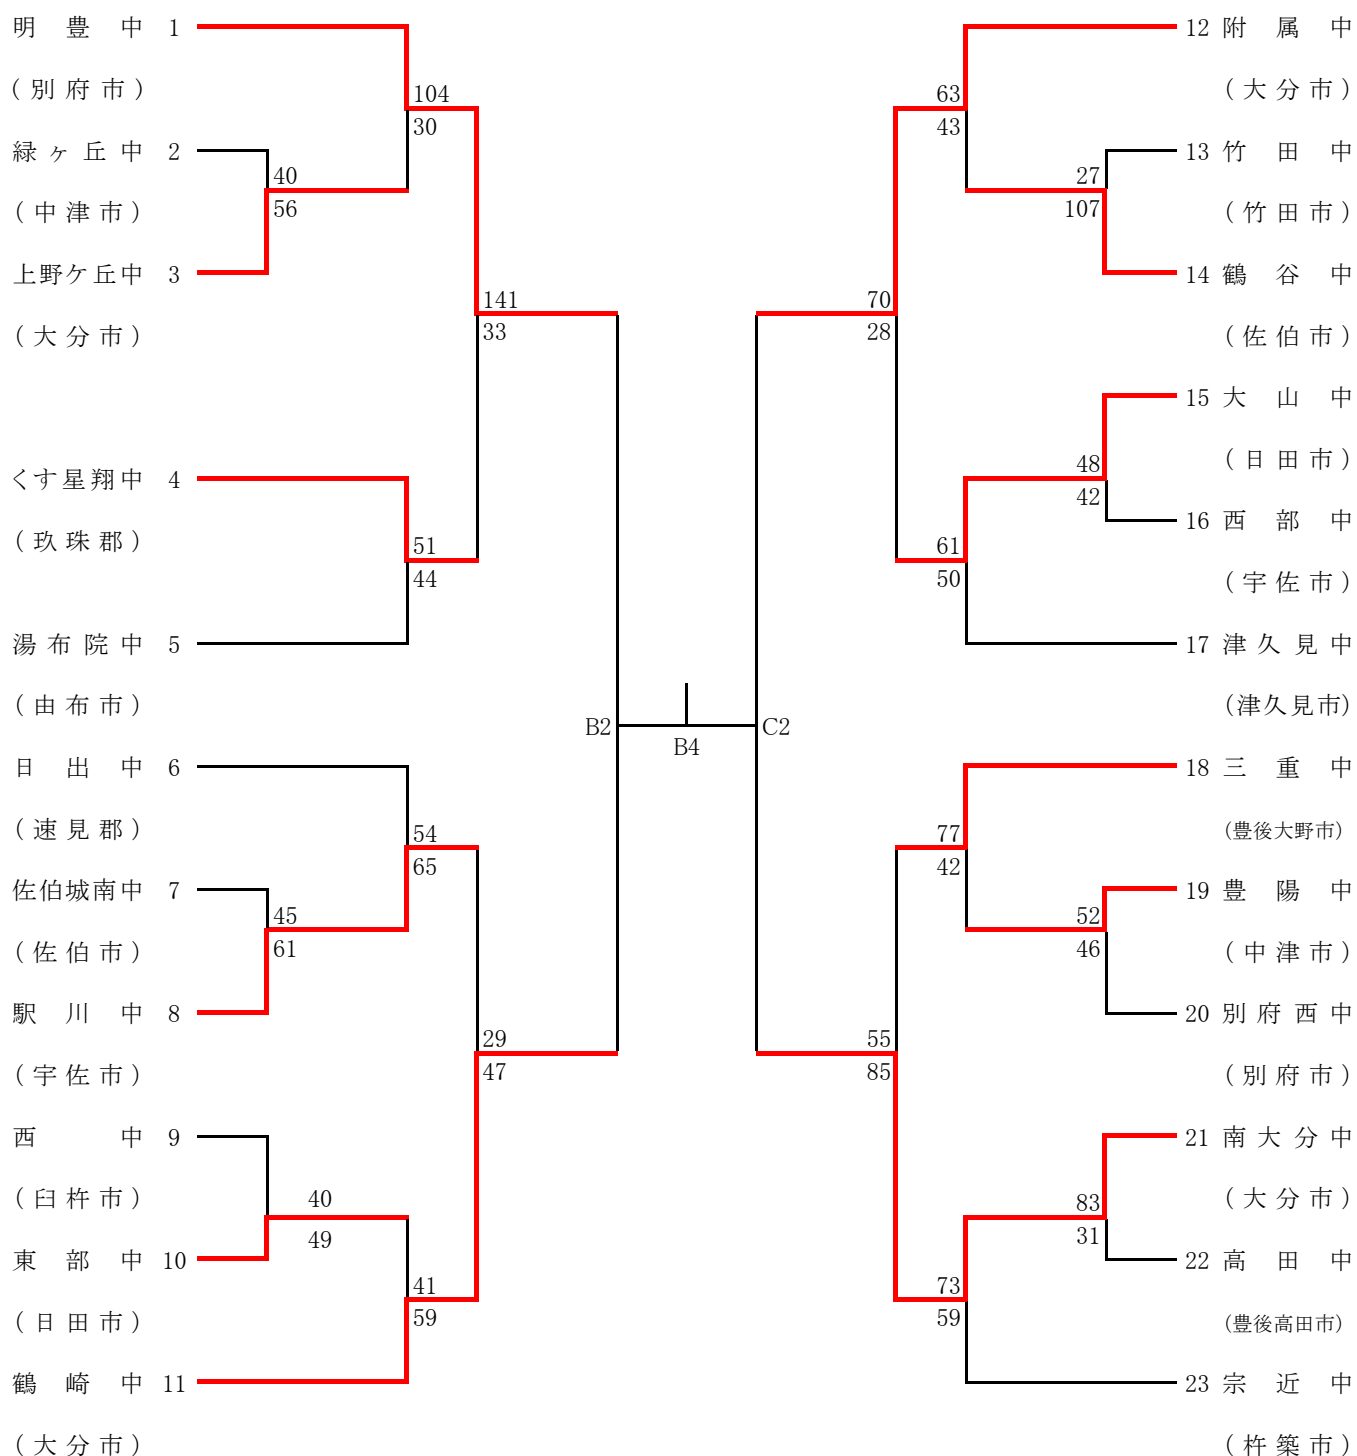 明豊中 1
(別府市)
104
30
緑ヶ丘中 2
40
56
(中津市)
上野ケ丘中 3
(大分市)
141
33
くす星翔中 4
(玖珠郡)
51
44
湯布院中 5
(由布市)
日出中 6
(速見郡)
54
65
佐伯城南中 7
45
61
(佐伯市)
駅川中 8
(宇佐市)
29
47
西中 9
(臼杵市)
40
49
東部中 10
(日田市)
41
59
鶴崎中 11
(大分市)
B2
B4
C2
12 附属中
(大分市)
63
43
13 竹田中
27
107
(竹田市)
14 鶴谷中
(佐伯市)
70
28
15 大山中
(日田市)
48
42
16 西部中
(宇佐市)
61
50
17 津久見中
(津久見市)
18 三重中
(豊後大野市)
77
42
19 豊陽中
52
46
(中津市)
20 別府西中
(別府市)
55
85
21 南大分中
(大分市)
83
31
22 高田中
(豊後高田市)
73
59
23 宗近中
(杵築市)